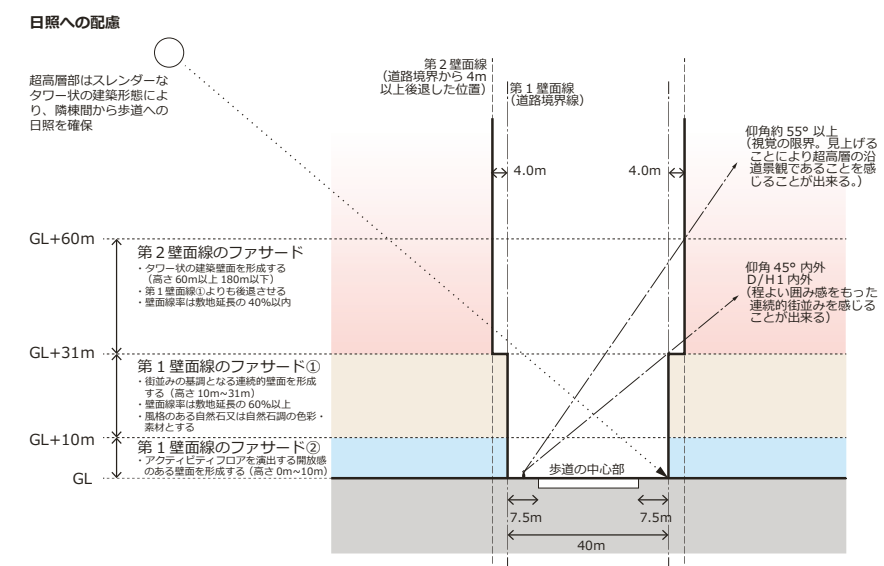 日照への配慮
超高層部はスレンダーな
タワー状の建築形態によ
り、隣棟間から歩道への
日照を確保
第２壁面線
（道路境界から 4m
以上後退した位置）
第１壁面線
（道路境界線）
4.0m
4.0m
仰角約 55° 以上
（視覚の限界。見上げる
ことにより超高層の沿
道景観であることを感
じることが出来る。）
GL+60m
第２壁面線のファサード
・タワー状の建築壁面を形成する
（高さ 60m以上 180m以下）
・第１壁面線①よりも後退させる
・壁面線率は敷地延長の 40%以内
仰角 45° 内外
D/H１内外
（程よい囲み感をもった
連続的街並みを感じる
ことが出来る）
GL+31m
第１壁面線のファサード①
・街並みの基調となる連続的壁面を形成
する（高さ 10m~31m）
・壁面線率は敷地延長の 60%以上
・風格のある自然石又は自然石調の色彩・
素材とする
GL+10m
第１壁面線のファサード②
・アクティビティフロアを演出する開放感
のある壁面を形成する（高さ 0m~10m）
GL
歩道の中心部
7.5m
7.5m
40m